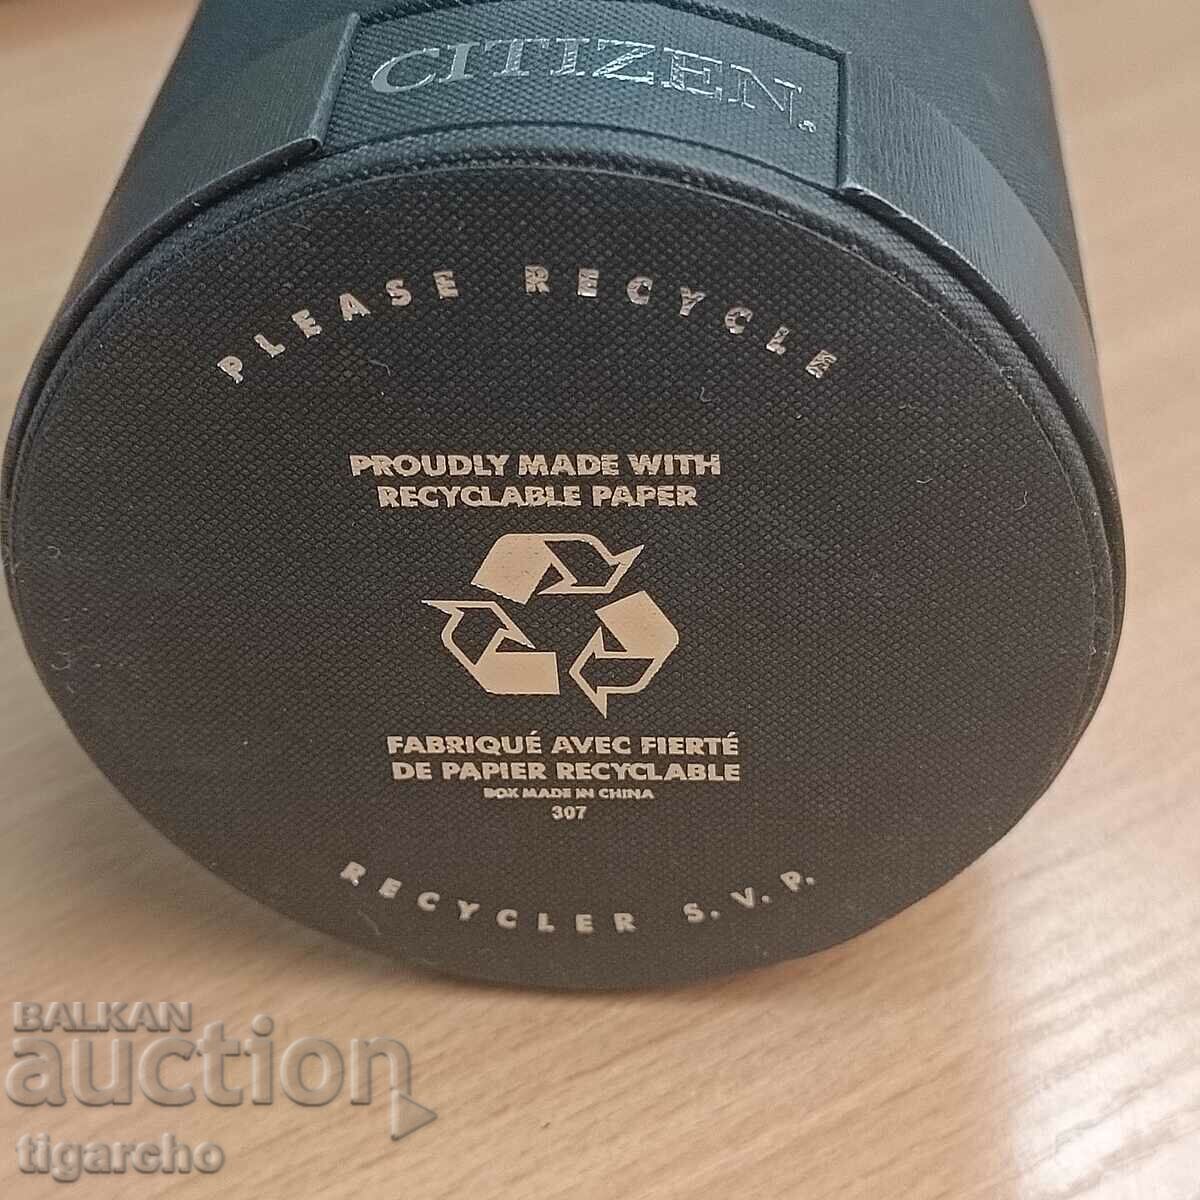 CITIZEN®
PLEASE RECYCLE
PROUDLY MADE WITH
RECYCLABLE PAPER
FABRIQUÉ AVEC FIERTÉ
DE PAPIER RECYCLABLE
BOX MADE IN CHINA
307
RECYCLER S.V.P.
BALKAN
auction
tigarcho